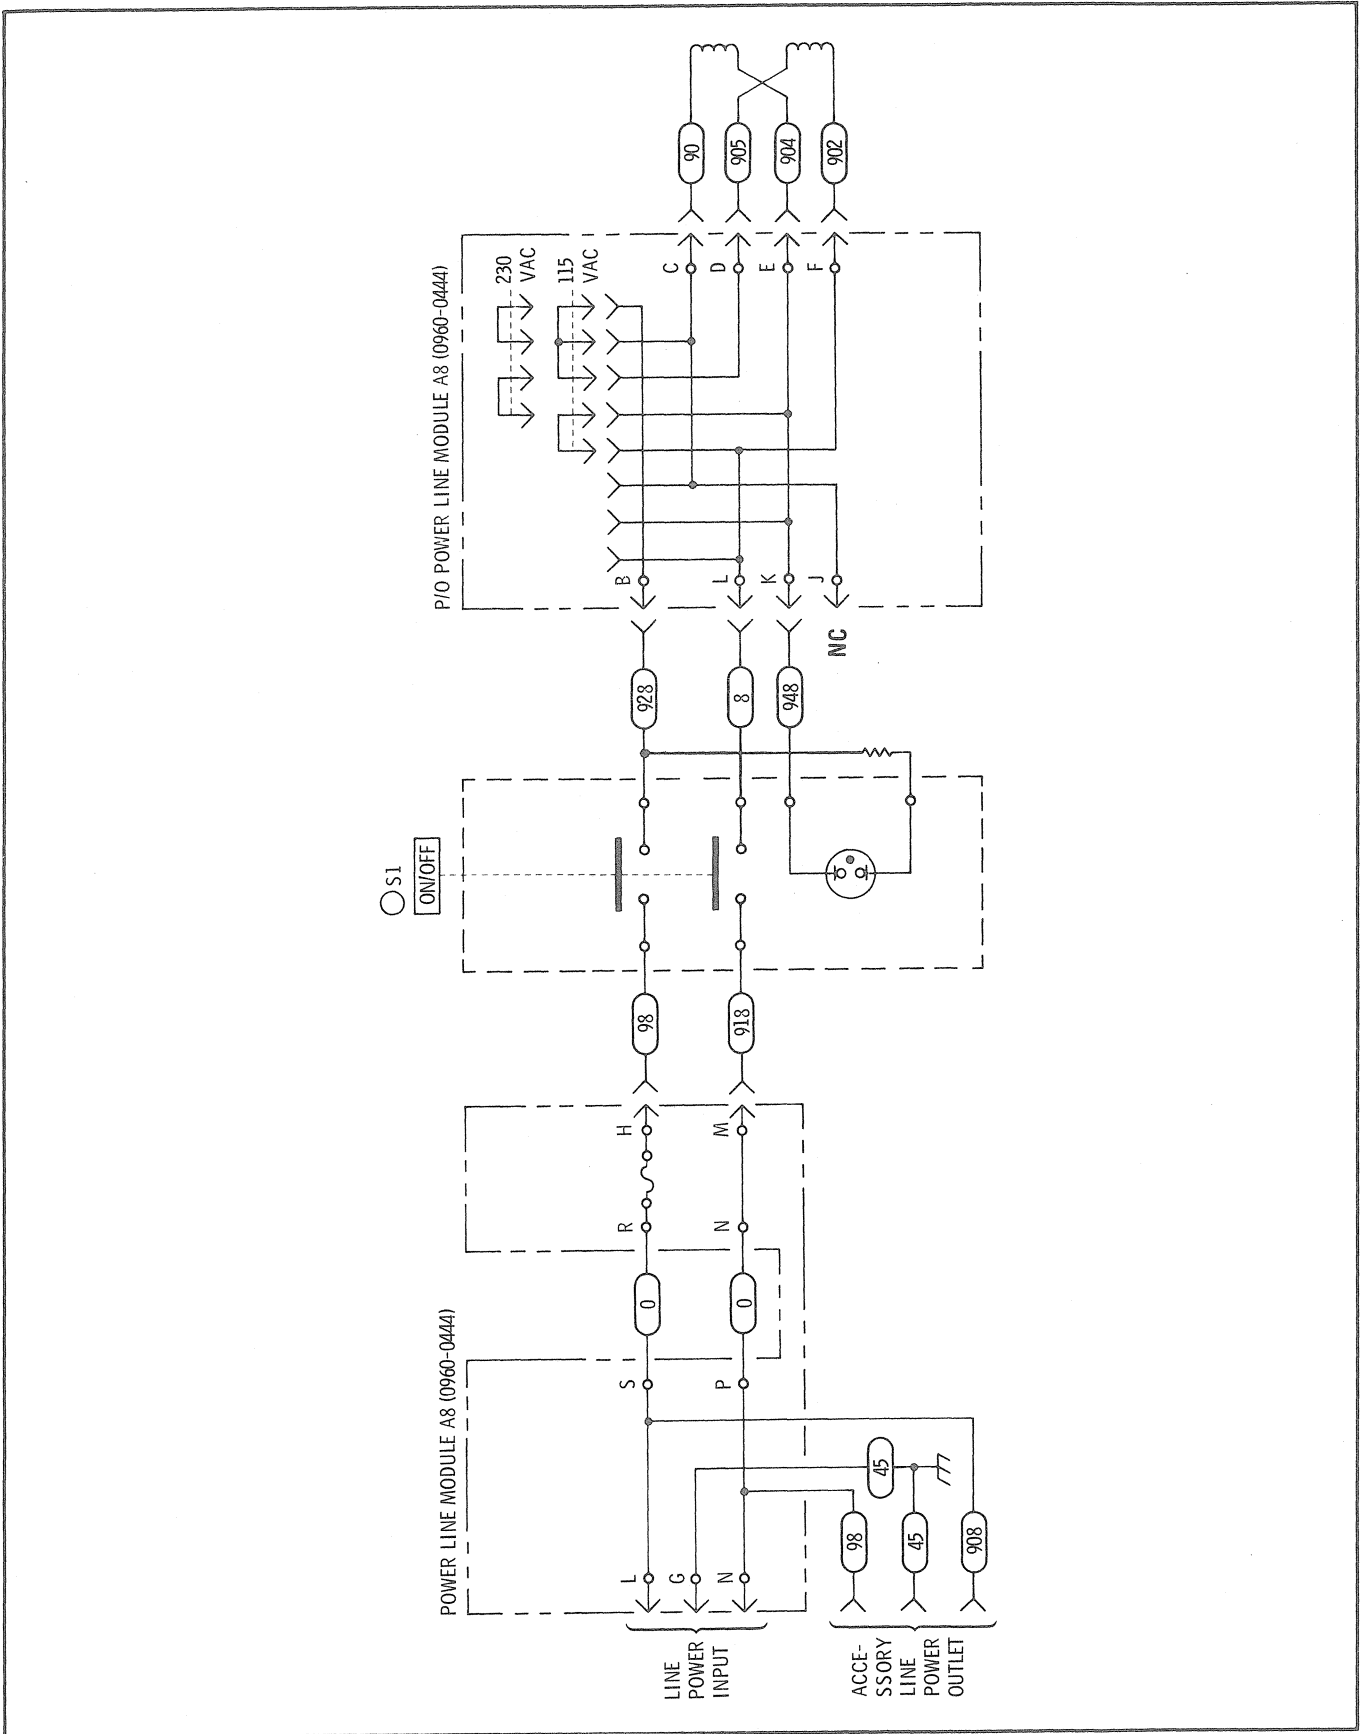 POWER LINE MODULE A8 (0960-0444)
LINE
POWER
INPUT
L
G
N
S
P
0
0
R
N
H
M
ACCE-
SSORY
LINE
POWER
OUTLET
98
45
908
45
98
918
S1
ON/OFF
928
8
948
NC
P/O POWER LINE MODULE A8 (0960-0444)
B
L
K
J
230
VAC
115
VAC
C
D
E
F
90
905
904
902